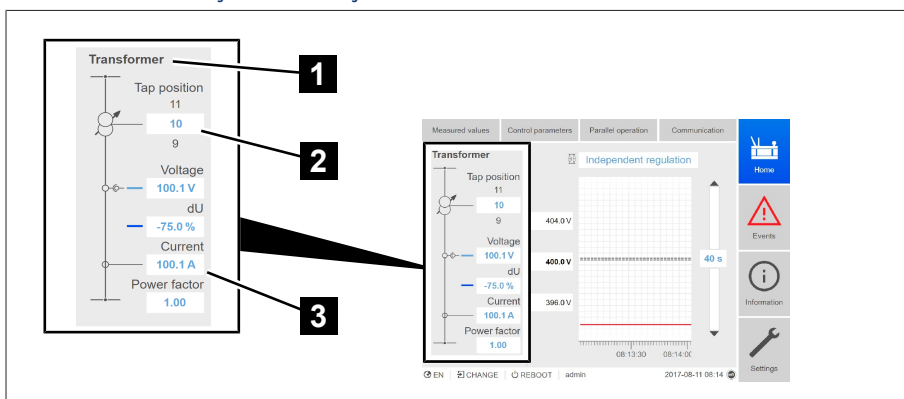 Transformer
Tap position
11
10
9
Voltage
100.1 V
dU
-75.0 %
Current
100.1 A
Power factor
1.00
1
2
3
Measured values
Control parameters
Parallel operation
Communication
Transformer
Tap position
11
10
9
Voltage
100.1 V
dU
-75.0 %
Current
100.1 A
Power factor
1.00
Independent regulation
404.0 V
400.0 V
396.0 V
40 s
08:13:30
08:14:00
Home
Events
Information
Settings
EN
CHANGE
REBOOT
admin
2017-08-11 08:14